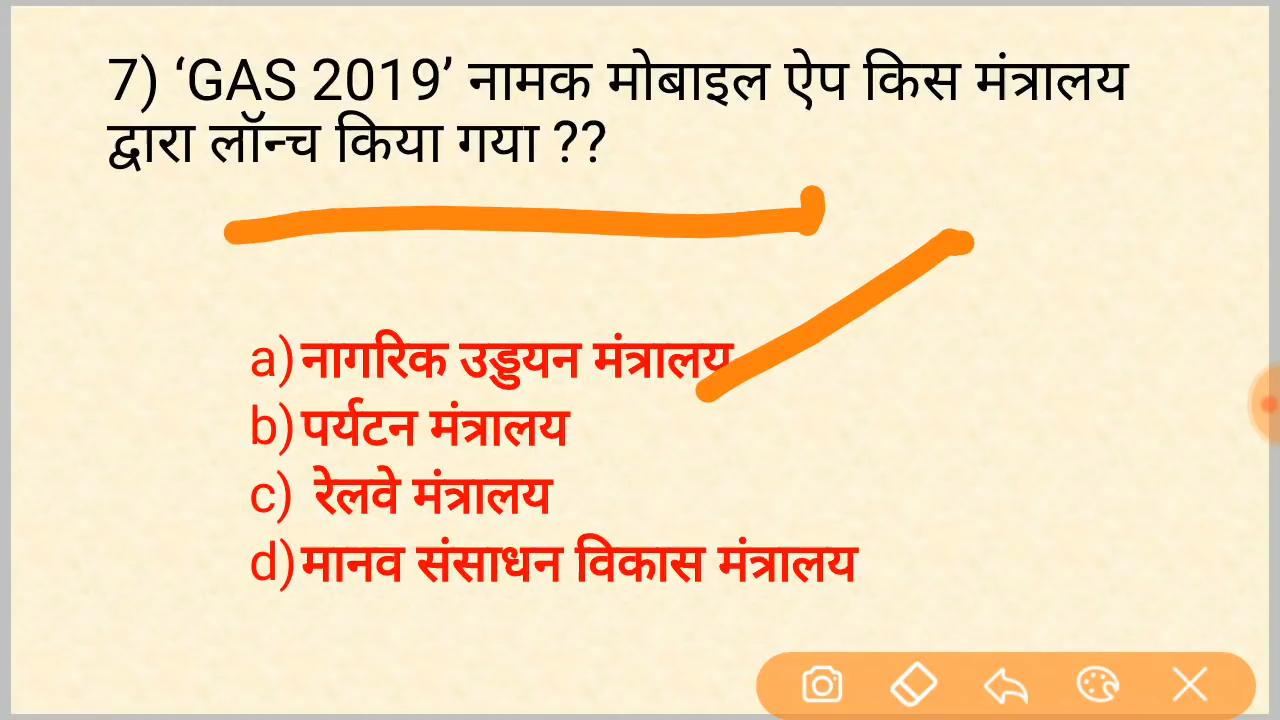 7) ‘GAS 2019’ नामक मोबाइल ऐप किस मंत्रालय
द्वारा लॉन्च किया गया ??
a) नागरिक उड्डयन मंत्रालय
b) पर्यटन मंत्रालय
c) रेलवे मंत्रालय
d) मानव संसाधन विकास मंत्रालय